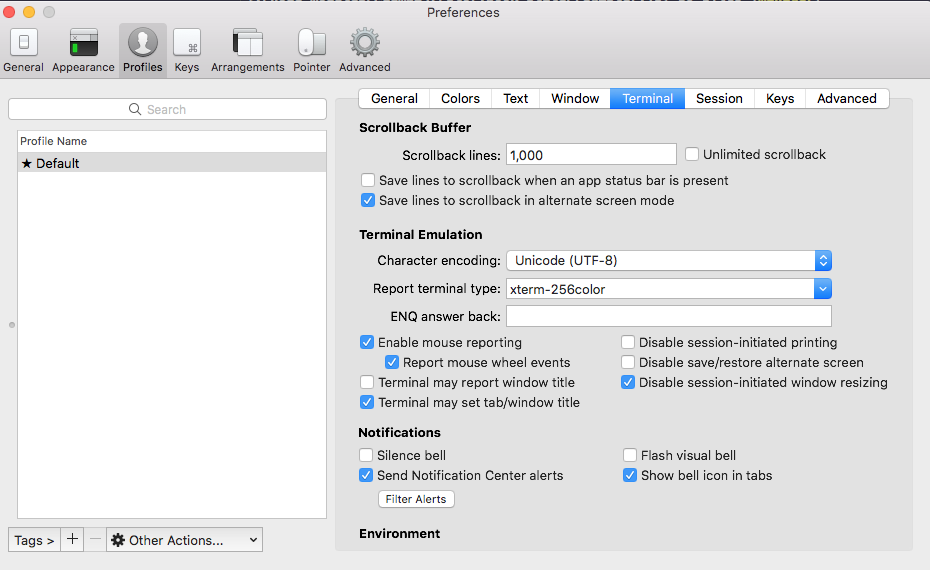 Preferences
General Appearance Profiles Keys Arrangements Pointer Advanced
Search
Profile Name
★ Default
Tags > + − Other Actions...
General Colors Text Window Terminal Session Keys Advanced
Scrollback Buffer
Scrollback lines: 1,000 Unlimited scrollback
Save lines to scrollback when an app status bar is present
Save lines to scrollback in alternate screen mode
Terminal Emulation
Character encoding: Unicode (UTF-8)
Report terminal type: xterm-256color
ENQ answer back:
Enable mouse reporting Disable session-initiated printing
Report mouse wheel events Disable save/restore alternate screen
Terminal may report window title Disable session-initiated window resizing
Terminal may set tab/window title
Notifications
Silence bell Flash visual bell
Send Notification Center alerts Show bell icon in tabs
Filter Alerts
Environment